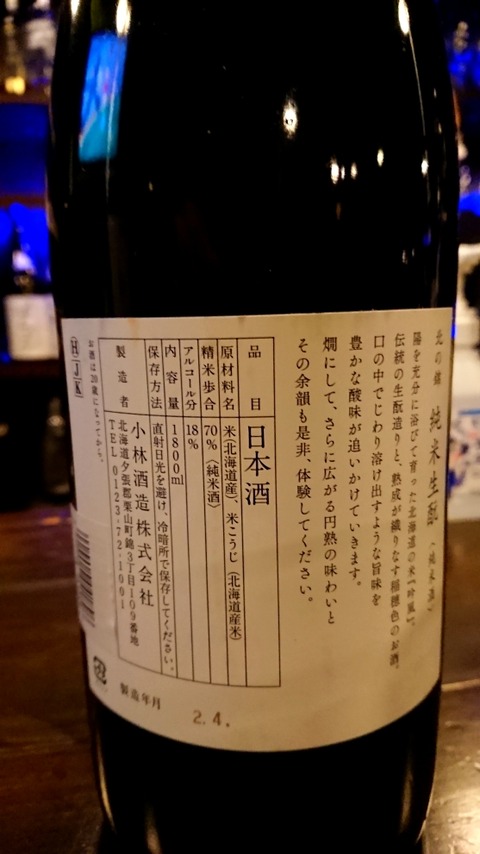 北の錦 純米生酛〈純米酒〉
陽を充分に浴びて育った北海道の米「吟風」。
伝統の生酛造りと、熟成が織りなす稲穂色のお酒。
口の中でじわり溶け出すような旨味を
豊かな酸味が追いかけていきます。
燗にして、さらに広がる円熟の味わいと
その余韻も是非、体験してください。
品目 日本酒
原材料名 米(北海道産)、米こうじ(北海道産米)
精米歩合 70%〈純米酒〉
アルコール分 18%
内容量 1800ml
保存方法 直射日光を避け、冷暗所で保存してください。
製造者 小林酒造株式会社
北海道夕張郡栗山町錦3丁目109番地
TEL 0123-72-1001
お酒は20歳になってから。
HJK
製造年月
2.4.